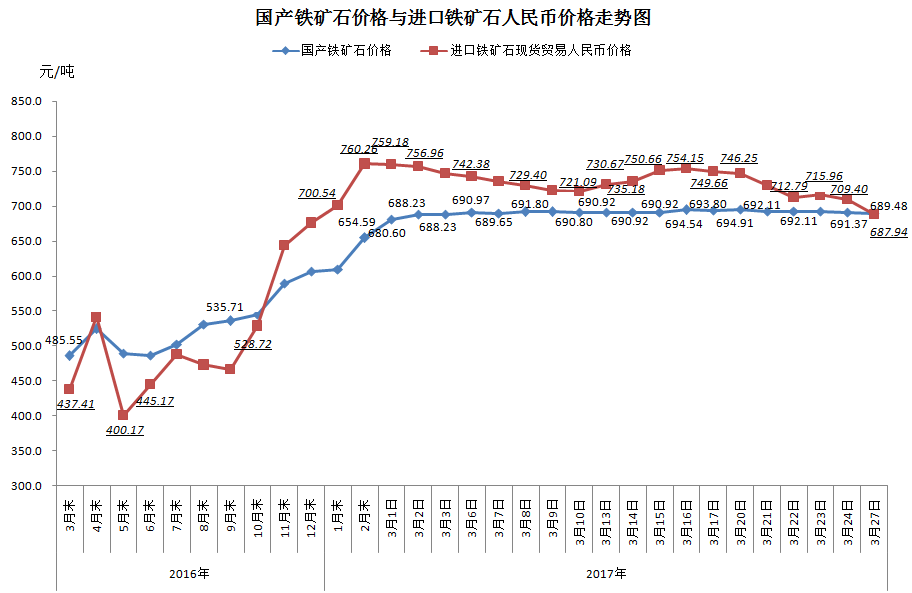 国产铁矿石价格与进口铁矿石人民币价格走势图
国产铁矿石价格 进口铁矿石现货贸易人民币价格
元/吨
850.0
800.0
750.0
700.0
650.0
600.0
550.0
500.0
450.0
400.0
350.0
300.0
485.55
437.41
400.17
445.17
535.71
528.72
700.54
760.26
654.59
759.18
680.60
756.96
688.23
688.23
742.38
690.97
689.65
729.40
691.80
721.09
690.80
730.67
690.92
735.18
690.92
750.66
690.92
754.15
694.54
749.66
693.80
746.25
694.91
692.11
712.79
692.11
715.96
709.40
691.37
689.48
687.94
3月末
4月末
5月末
6月末
7月末
8月末
9月末
10月末
11月末
12月末
1月末
2月末
3月1日
3月2日
3月3日
3月6日
3月7日
3月8日
3月9日
3月10日
3月13日
3月14日
3月15日
3月16日
3月17日
3月20日
3月21日
3月22日
3月23日
3月24日
3月27日
2016年 2017年